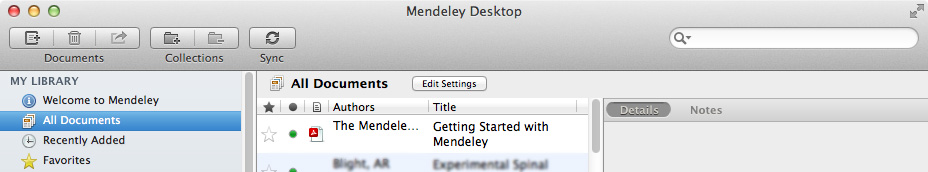 Mendeley Desktop
Documents
Collections
Sync
MY LIBRARY
Welcome to Mendeley
All Documents
Recently Added
Favorites
All Documents
Edit Settings
Authors
Title
The Mendele...
Getting Started with
Mendeley
Blight, AR
Experimental Spinal
Details
Notes